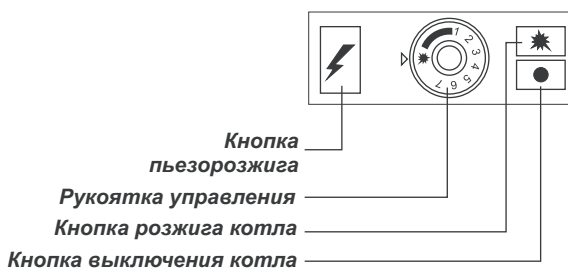 1 2 3 4 5 6 7
Кнопка
пьезорозжига
Рукоятка управления
Кнопка розжига котла
Кнопка выключения котла